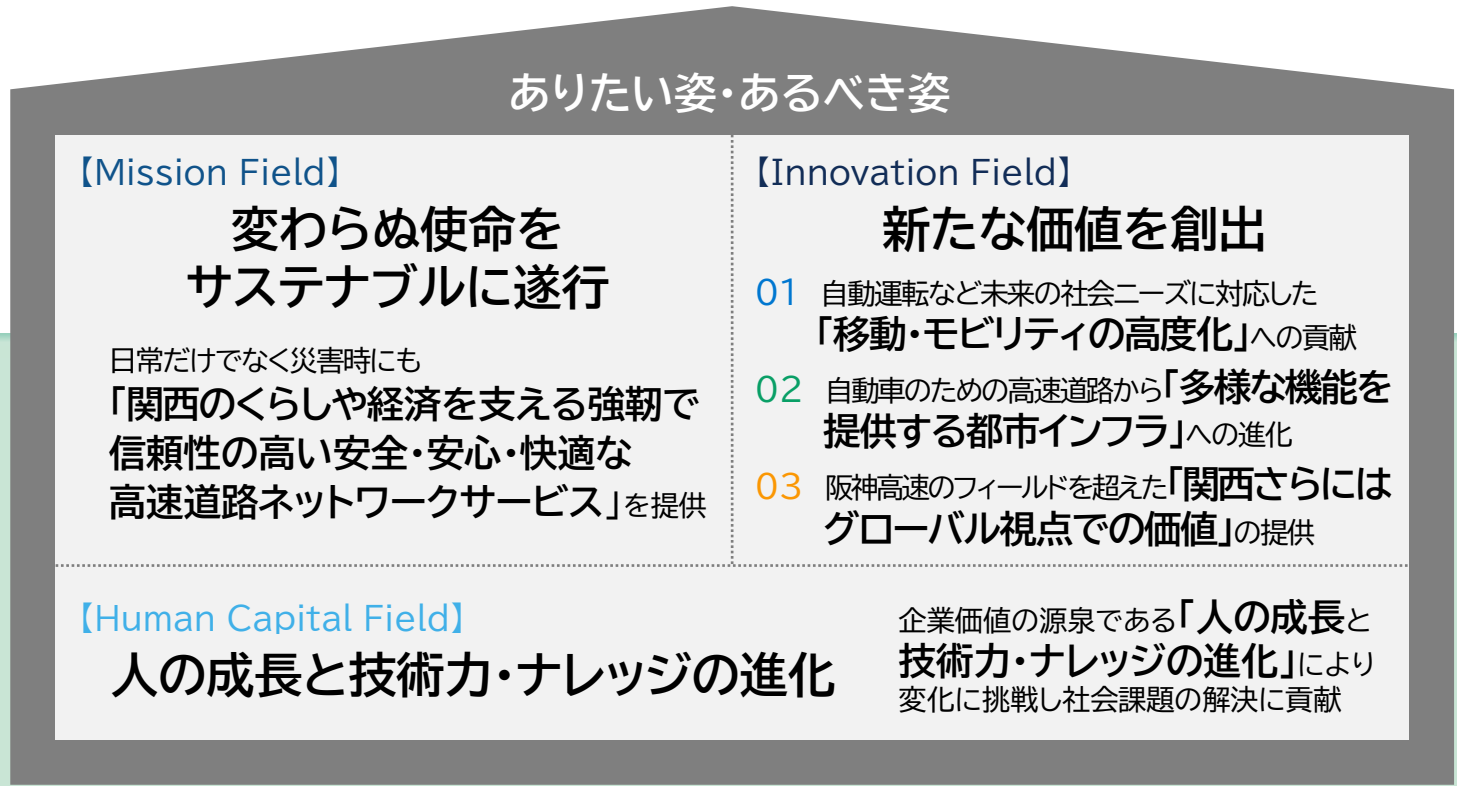 ありたい姿・あるべき姿
【Mission Field】
変わらぬ使命を
サステナブルに遂行
日常だけでなく災害時にも
「関西のくらしや経済を支える強靭で
信頼性の高い安全・安心・快適な
高速道路ネットワークサービス」を提供
【Innovation Field】
新たな価値を創出
01 自動運転など未来の社会ニーズに対応した
「移動・モビリティの高度化」への貢献
02 自動車のための高速道路から「多様な機能を
提供する都市インフラ」への進化
03 阪神高速のフィールドを超えた「関西さらには
グローバル視点での価値」の提供
【Human Capital Field】
人の成長と技術力・ナレッジの進化
企業価値の源泉である「人の成長と
技術力・ナレッジの進化」により
変化に挑戦し社会課題の解決に貢献